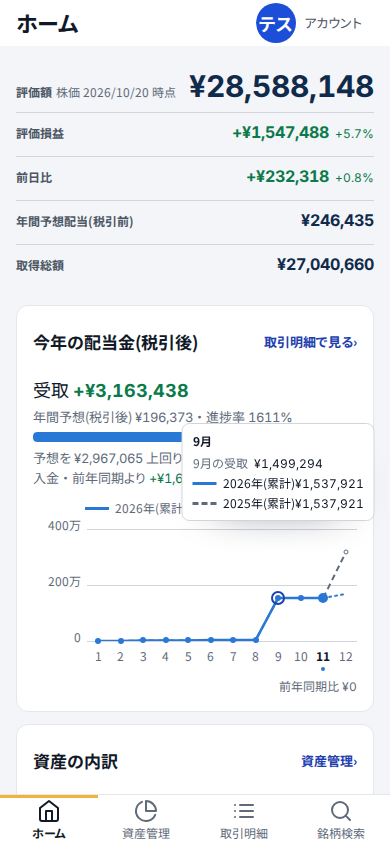 ホーム
テス アカウント
評価額 株価 2026/10/20 時点 ¥28,588,148
評価損益 +¥1,547,488 +5.7%
前日比 +¥232,318 +0.8%
年間予想配当(税引前) ¥246,435
取得総額 ¥27,040,660
今年の配当金(税引後) 取引明細で見る›
受取 +¥3,163,438
年間予想(税引後) ¥196,373・進捗率 1611%
予想を ¥2,967,065 上回り
入金・前年同期より +¥1,6
9月
9月の受取 ¥1,499,294
2026年(累計)¥1,537,921
2025年(累計)¥1,537,921
2026年(累計
400万
200万
0
1 2 3 4 5 6 7 8 9 10 11 12
前年同期比 ¥0
資産の内訳 資産管理›
ホーム 資産管理 取引明細 銘柄検索